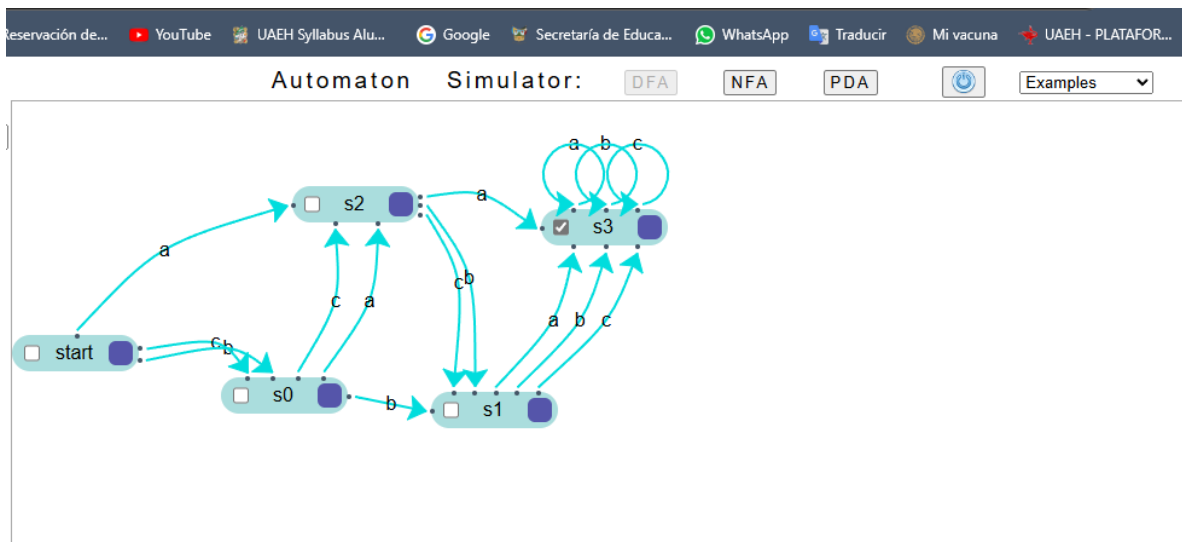 Reservación de... YouTube UAEH Syllabus Alu... Google Secretaría de Educa... WhatsApp Traducir Mi vacuna UAEH - PLATAFOR...
Automaton Simulator: DFA NFA PDA Examples
a b c
s2 a s3
a
c b
c a a b c
start c b
s0 b s1